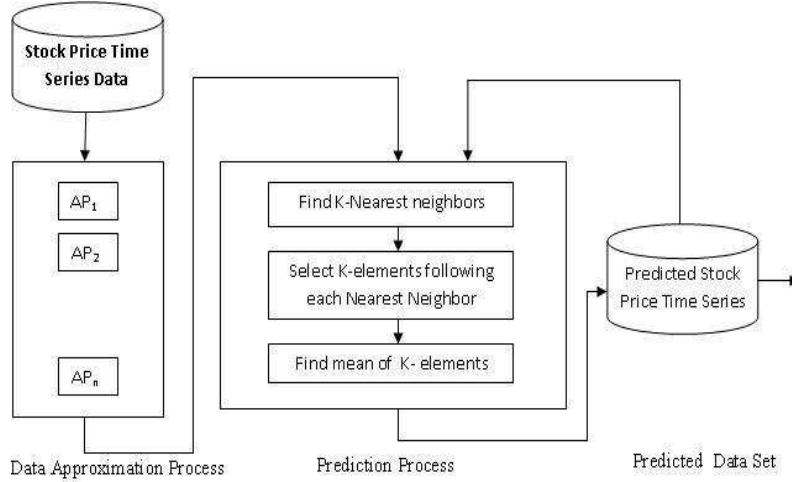 Stock Price Time
Series Data
AP₁
AP₂
APₙ
Find K-Nearest neighbors
Select K-elements following
each Nearest Neighbor
Find mean of K- elements
Predicted Stock
Price Time Series
Data Approximation Process
Prediction Process
Predicted Data Set